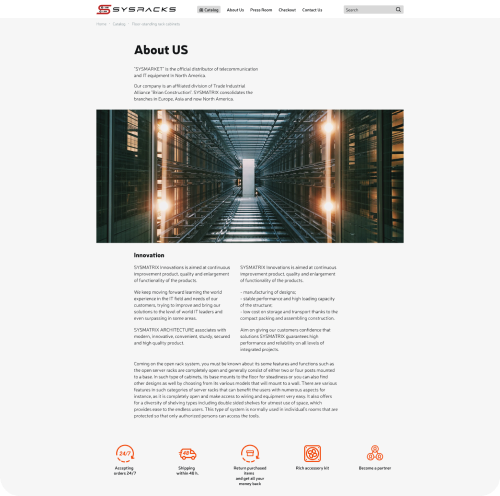 SYSRACKS
Catalog About Us Press Room Checkout Contact Us Search
Home Catalog Floor-standing rack cabinets
About US
"SYSMARKET" is the official distributor of telecommunication
and IT equipment in North America.
Our company is an affiliated division of Trade Industrial
Alliance "Brian Construction". SYSMATRIX consolidates the
branches in Europe, Asia and now North America.
Innovation
SYSMATRIX Innovations is aimed at continuous
improvement product, quality and enlargement
of functionality of the products.
We keep moving forward learning the world
experience in the IT field and needs of our
customers, trying to improve and bring our
solutions to the level of world IT leaders and
even surpassing in some areas.
SYSMATRIX ARCHITECTURE associates with
modern, innovative, convenient, sturdy, secured
and high quality product.
SYSMATRIX Innovations is aimed at continuous
improvement product, quality and enlargement
of functionality of the products.
- manufacturing of designs;
- stable performance and high loading capacity
of the structure;
- low cost on storage and transport thanks to the
compact packing and assembling construction.
Aim on giving our customers confidence that
solutions SYSMATRIX guarantees high
performance and reliability on all levels of
integrated projects.
Coming on the open rack system, you must be known about its some features and functions such as
the open server racks are completely open and generally consist of either two or four posts mounted
to a base. In such type of cabinets, its base mounts to the floor for steadiness or you can also find
other designs as well by choosing from its various models that will mount to a wall. There are various
features in such categories of server racks that can benefit the users with numerous aspects for
instance, as it is completely open and make access to wiring and equipment very easy. It also offers
for a diversity of shelving types including double sided shelves for utmost use of space, which
provides ease to the endless users. This type of system is normally used in individual's rooms that are
protected so that only authorized persons can access the tools.
24/7
Accepting
orders 24/7
48
Shipping
within 48 h.
Return purchased
items
and get all your
money back
Rich accessory kit
Become a partner